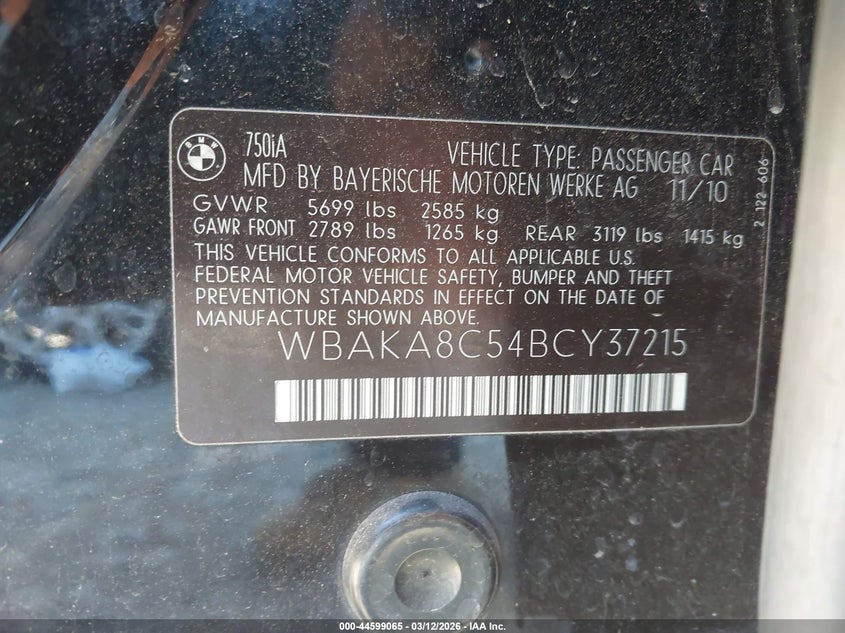 BMW
750iA
VEHICLE TYPE: PASSENGER CAR
MFD BY BAYERISCHE MOTOREN WERKE AG 11/10
GVWR 5699 lbs 2585 kg
GAWR FRONT 2789 lbs 1265 kg REAR 3119 lbs 1415 kg
THIS VEHICLE CONFORMS TO ALL APPLICABLE U.S.
FEDERAL MOTOR VEHICLE SAFETY, BUMPER AND THEFT
PREVENTION STANDARDS IN EFFECT ON THE DATE OF
MANUFACTURE SHOWN ABOVE.
WBAKA8C54BCY37215
2 122 606
000-44599065 - 03/12/2026 - IAA Inc.